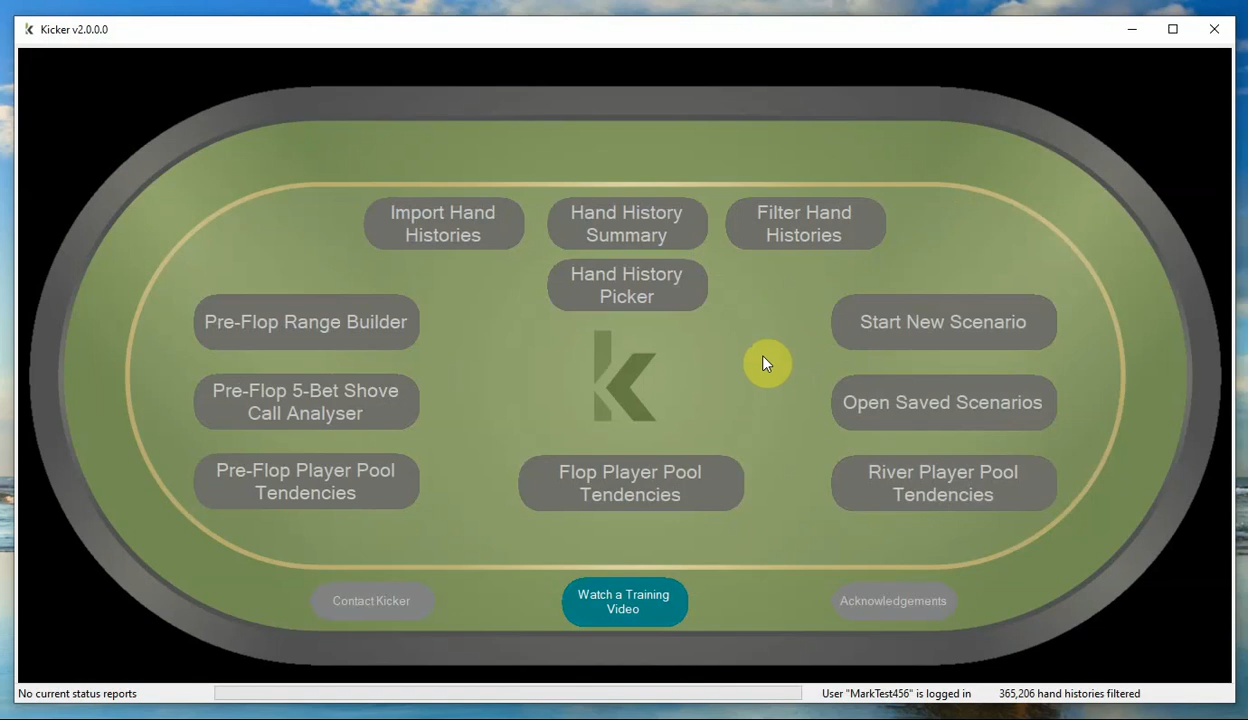 Kicker v2.0.0.0
Import Hand
Histories
Hand History
Summary
Filter Hand
Histories
Hand History
Picker
Pre-Flop Range Builder
Start New Scenario
Pre-Flop 5-Bet Shove
Call Analyser
Open Saved Scenarios
Pre-Flop Player Pool
Tendencies
Flop Player Pool
Tendencies
River Player Pool
Tendencies
Contact Kicker
Watch a Training
Video
Acknowledgements
No current status reports
User "MarkTest456" is logged in
365,206 hand histories filtered